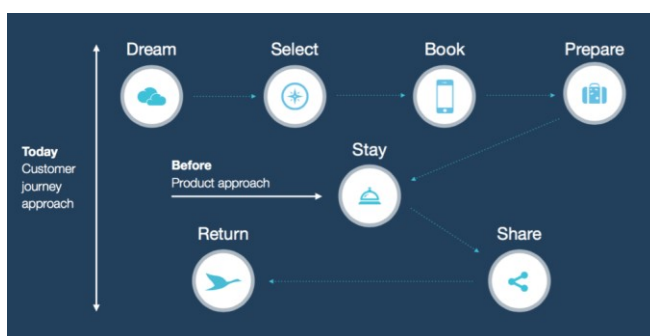 Dream
Select
Book
Prepare
Today
Customer
journey
approach
Before
Product approach
Stay
Return
Share